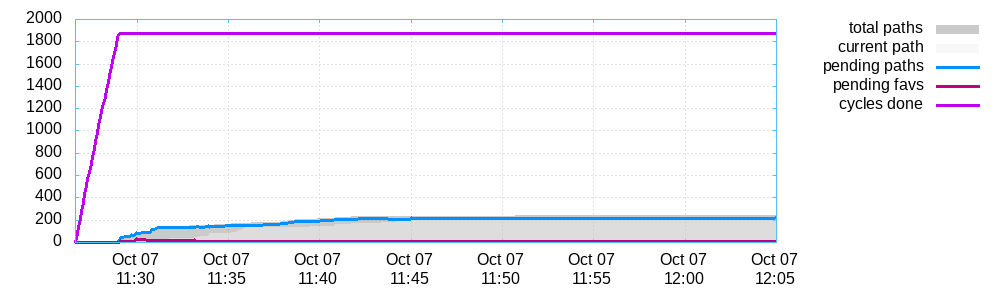 2000
1800
1600
1400
1200
1000
800
600
400
200
0
Oct 07 Oct 07 Oct 07 Oct 07 Oct 07 Oct 07 Oct 07 Oct 07
11:30 11:35 11:40 11:45 11:50 11:55 12:00 12:05
total paths
current path
pending paths
pending favs
cycles done